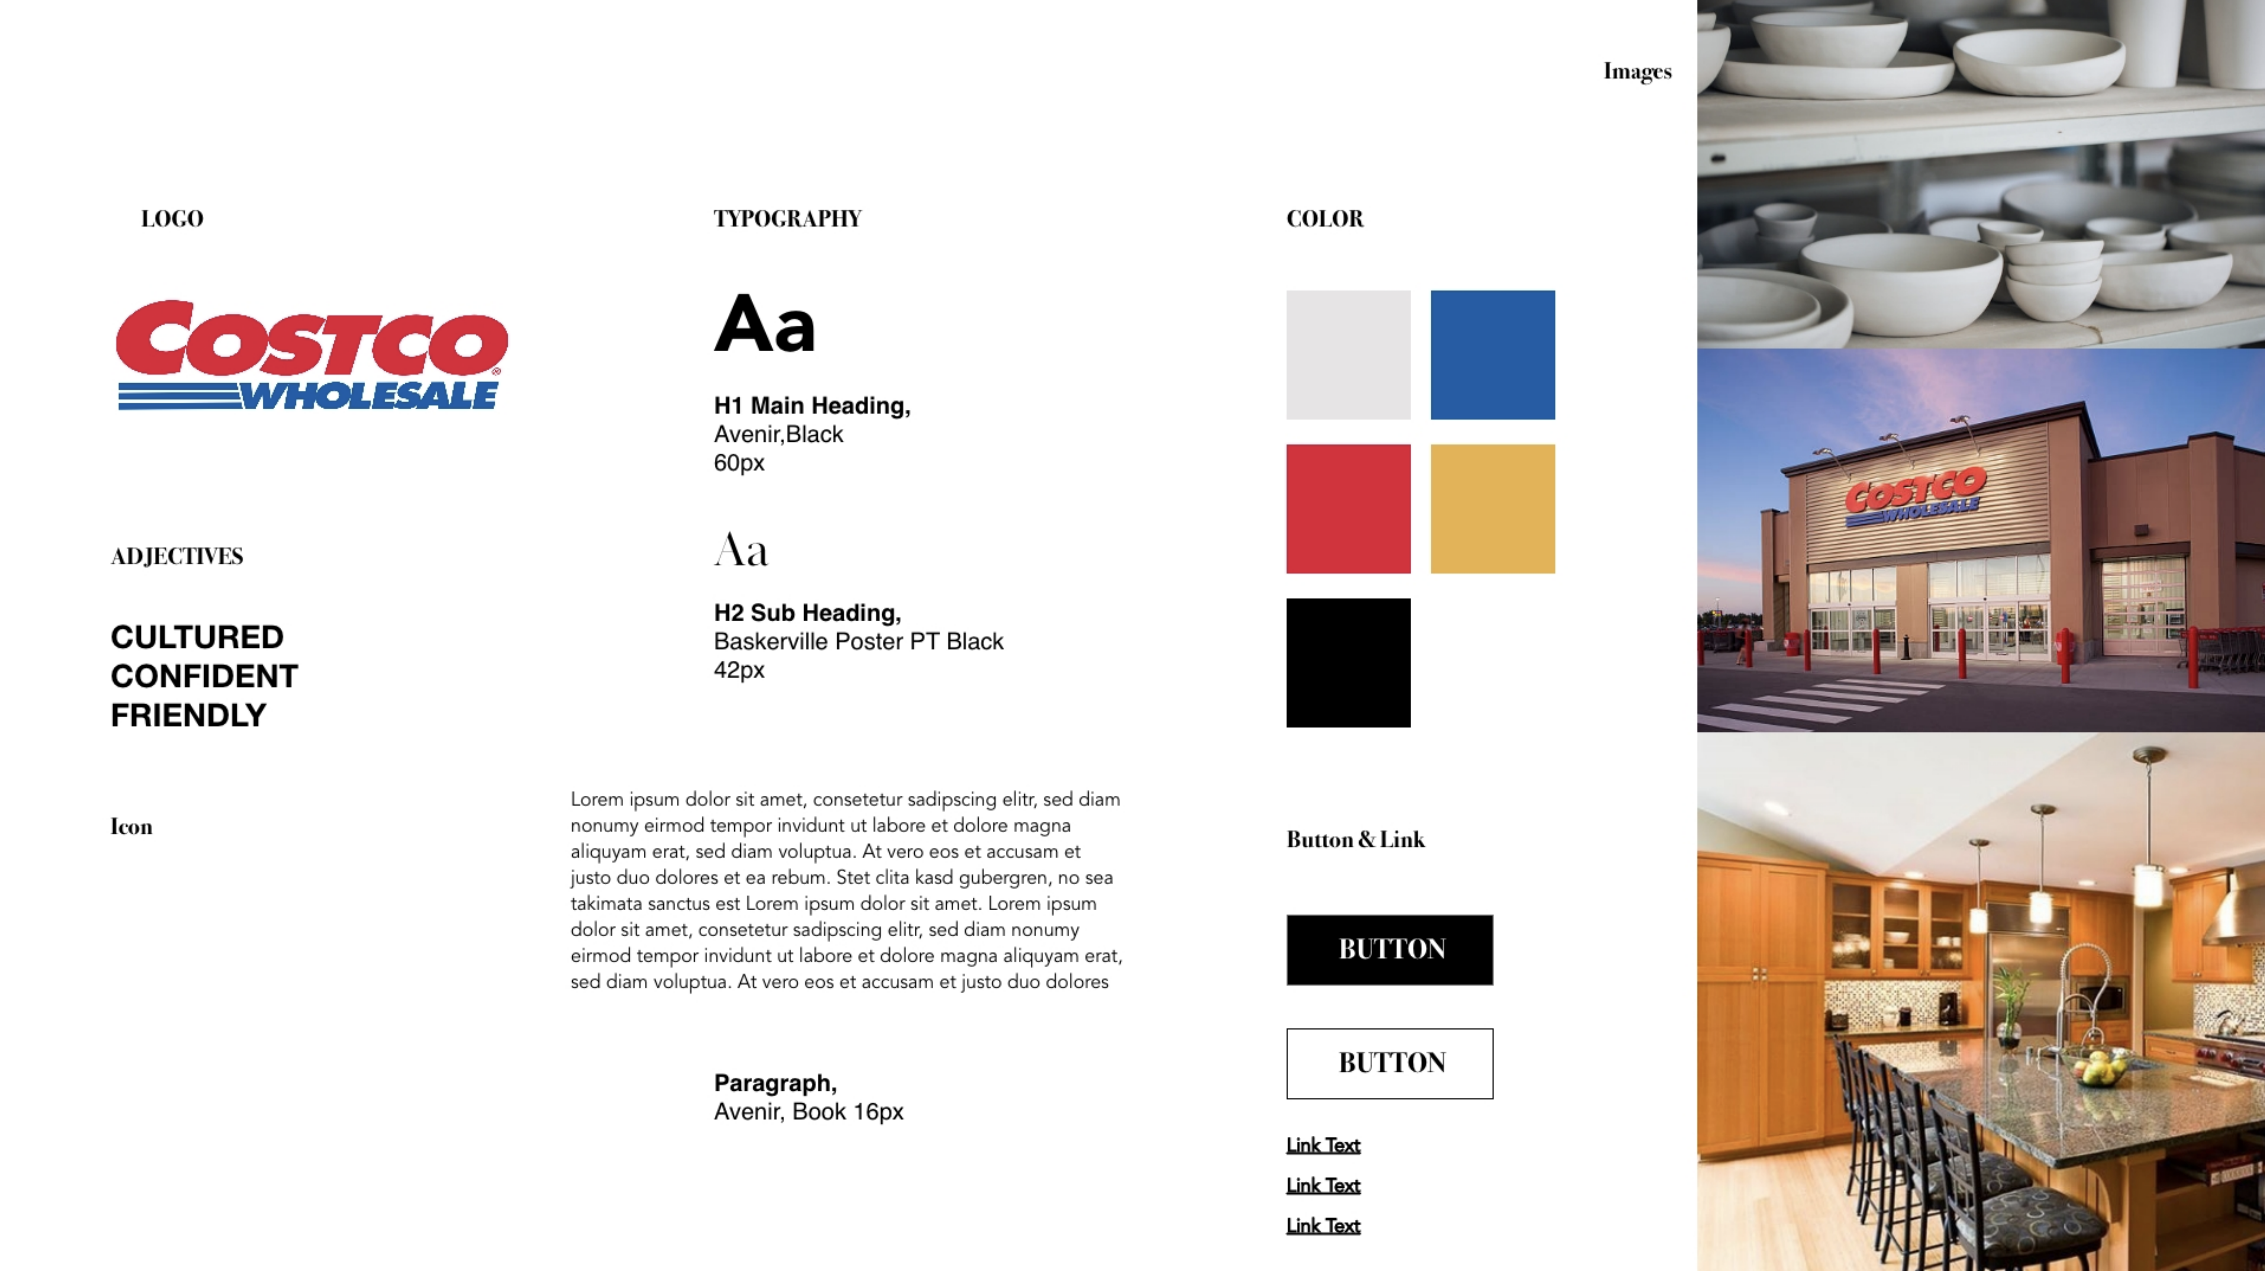 Images
LOGO
COSTCO
WHOLESALE
ADJECTIVES
CULTURED
CONFIDENT
FRIENDLY
Icon
TYPOGRAPHY
Aa
H1 Main Heading,
Avenir,Black
60px
Aa
H2 Sub Heading,
Baskerville Poster PT Black
42px
Lorem ipsum dolor sit amet, consetetur sadipscing elitr, sed diam
nonumy eirmod tempor invidunt ut labore et dolore magna
aliquyam erat, sed diam voluptua. At vero eos et accusam et
justo duo dolores et ea rebum. Stet clita kasd gubergren, no sea
takimata sanctus est Lorem ipsum dolor sit amet. Lorem ipsum
dolor sit amet, consetetur sadipscing elitr, sed diam nonumy
eirmod tempor invidunt ut labore et dolore magna aliquyam erat,
sed diam voluptua. At vero eos et accusam et justo duo dolores
Paragraph,
Avenir, Book 16px
COLOR
Button & Link
BUTTON
BUTTON
Link Text
Link Text
Link Text
COSTCO
WHOLESALE